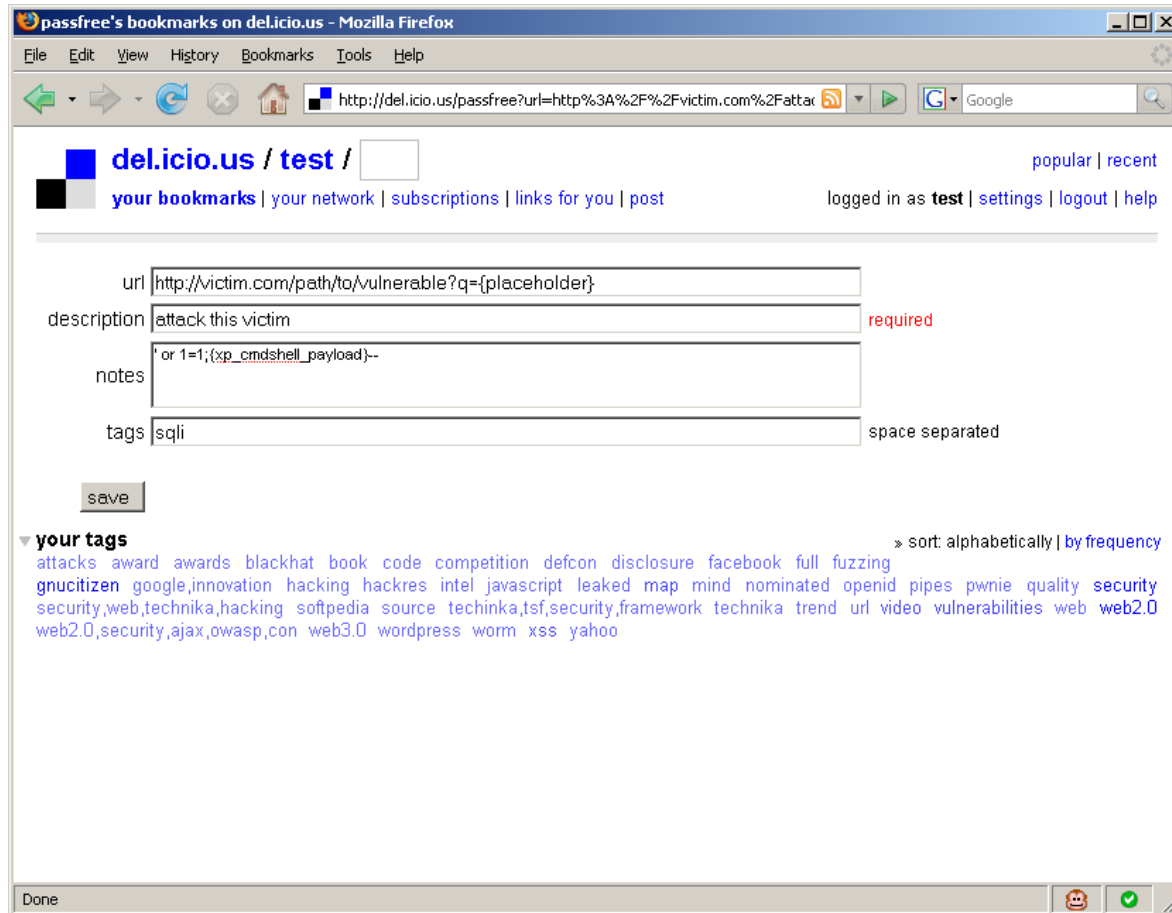 passfree's bookmarks on del.icio.us - Mozilla Firefox
File Edit View History Bookmarks Tools Help
http://del.icio.us/passfree?url=http%3A%2F%2Fvictim.com%2Fattac G Google
del.icio.us / test /
popular | recent
your bookmarks | your network | subscriptions | links for you | post
logged in as test | settings | logout | help
url http://victim.com/path/to/vulnerable?q={placeholder}
description attack this victim required
notes ' or 1=1;{xp_cmdshell_payload}--
tags sqli space separated
save
your tags
» sort: alphabetically | by frequency
attacks award awards blackhat book code competition defcon disclosure facebook full fuzzing
gnucitizen google,innovation hacking hackres intel javascript leaked map mind nominated openid pipes pwnie quality security
security,web,technika,hacking softpedia source techinka,tsf,security,framework technika trend url video vulnerabilities web web2.0
web2.0,security,ajax,owasp,con web3.0 wordpress worm xss yahoo
Done